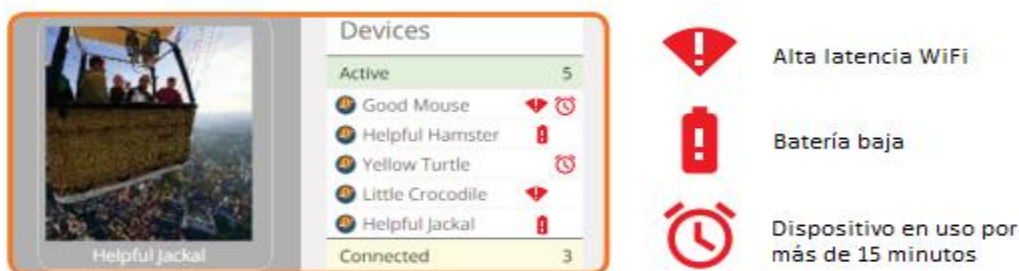 Helpful Jackal
Devices
Active 5
Good Mouse
Helpful Hamster
Yellow Turtle
Little Crocodile
Helpful Jackal
Connected 3
Alta latencia WiFi
Batería baja
Dispositivo en uso por
más de 15 minutos